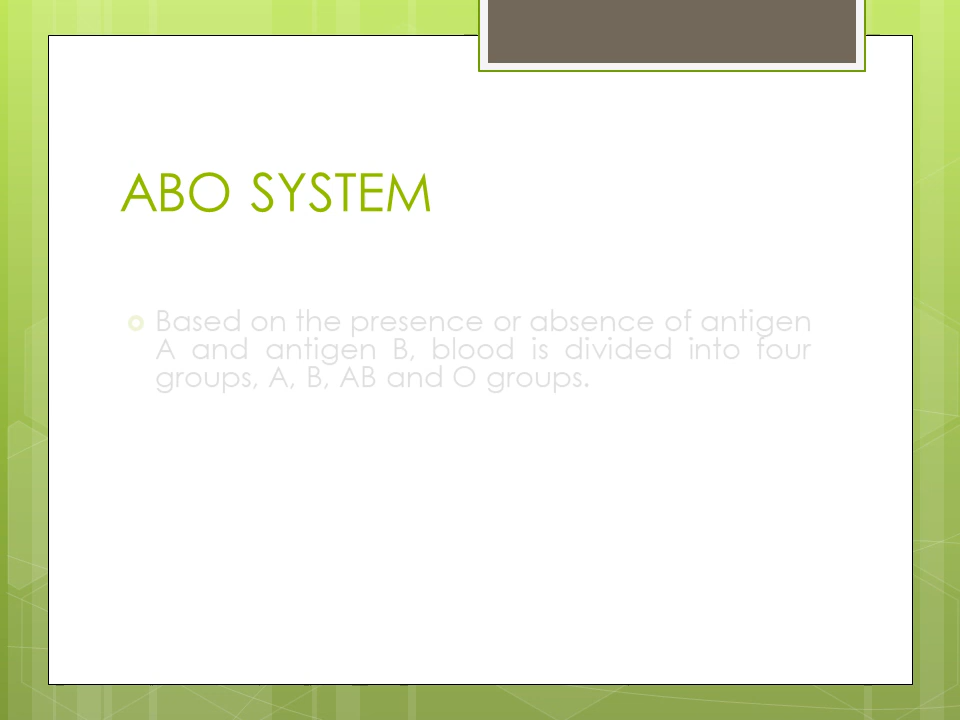 ABO SYSTEM
Based on the presence or absence of antigen
A and antigen B, blood is divided into four
groups, A, B, AB and O groups.